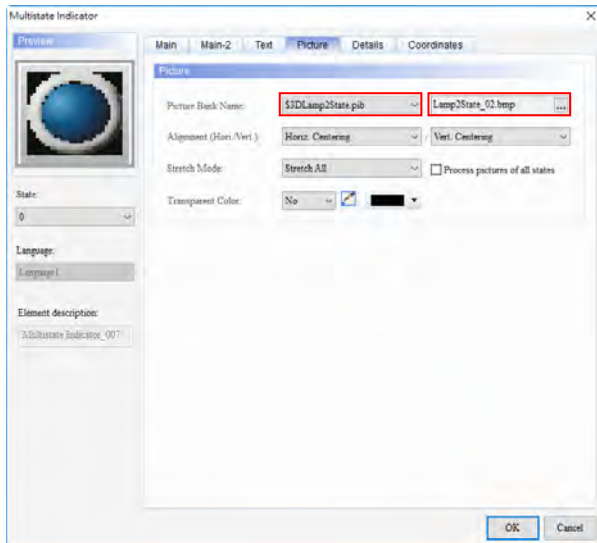 Multistate Indicator
Preview
Main Main-2 Text Picture Details Coordinates
Picture
Picture Bank Name: S3DLamp2State.pib Lamp2State_02.bmp ...
Alignment (Hori./Vert.): Horiz. Centering / Vert. Centering
Stretch Mode: Stretch All Process pictures of all states
Transparent Color: No
State:
0
Language:
Language1
Element description:
Multistate Indicator_007
OK Cancel